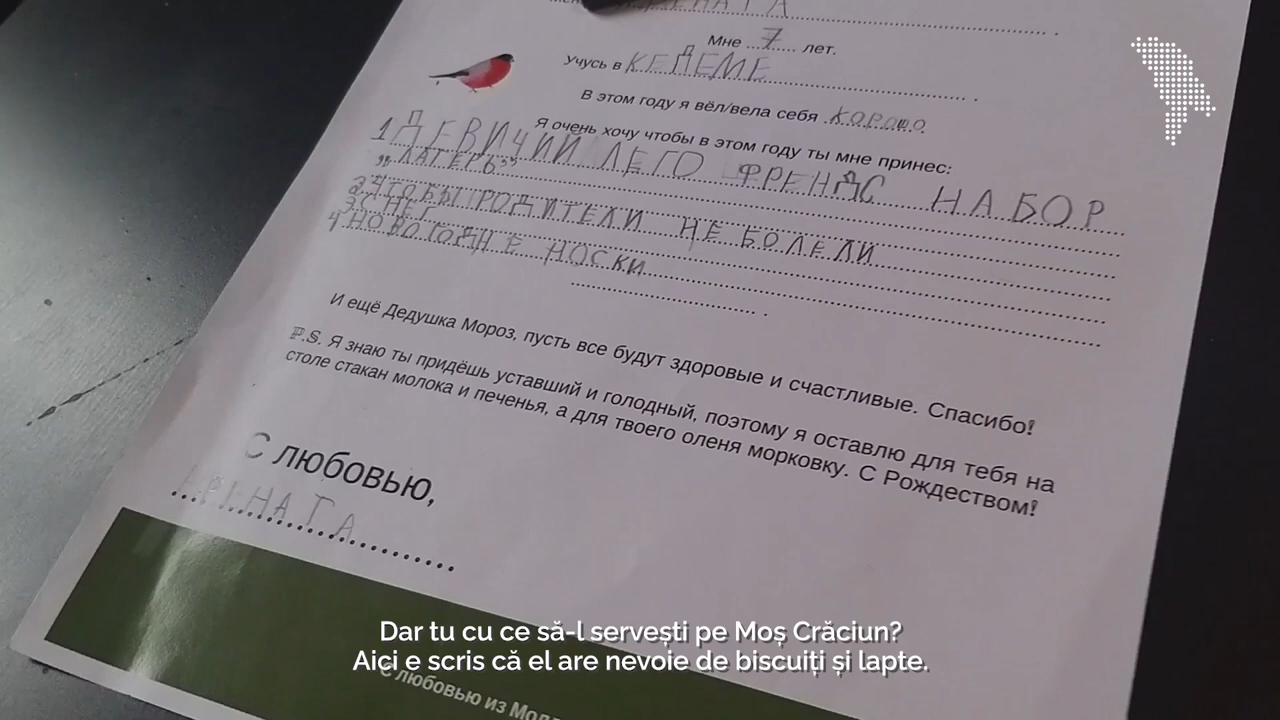 Мне 7 лет.
Учусь в КЕДЕМЕ
В этом году я вёл/вела себя хорошо
Я очень хочу чтобы в этом году ты мне принес:
1 ДЕВИЧИЙ ЛЕГО ФРЕНДС НАБОР
„ЛАГЕРЬ”
2 ЧТОБЫ РОДИТЕЛИ НЕ БОЛЕЛИ
3 СНЕГ
4 НОВОГОДНЕ НОСКИ
И ещё Дедушка Мороз, пусть все будут здоровые и счастливые. Спасибо!
P.S. Я знаю ты придёшь уставший и голодный, поэтому я оставлю для тебя на
столе стакан молока и печенья, а для твоего оленя морковку. С Рождеством!
С любовью,
Dar tu cu ce să-l servești pe Moș Crăciun?
Aici e scris că el are nevoie de biscuiți și lapte.
С любовью из